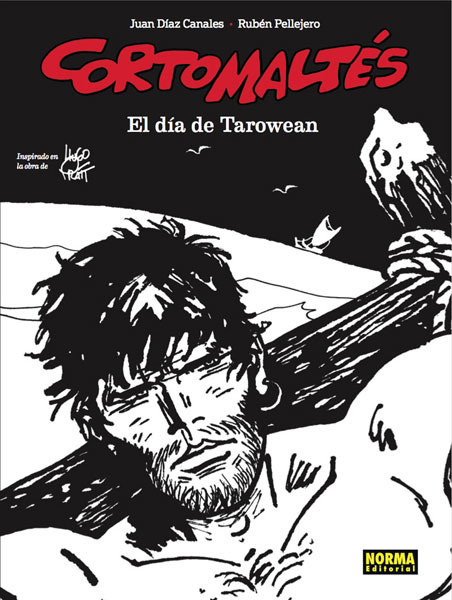 Juan Díaz Canales · Rubén Pellejero
CORTO MALTÉS
El día de Tarowean
Inspirado en
la obra de
HUGO
PRATT
NORMA
Editorial